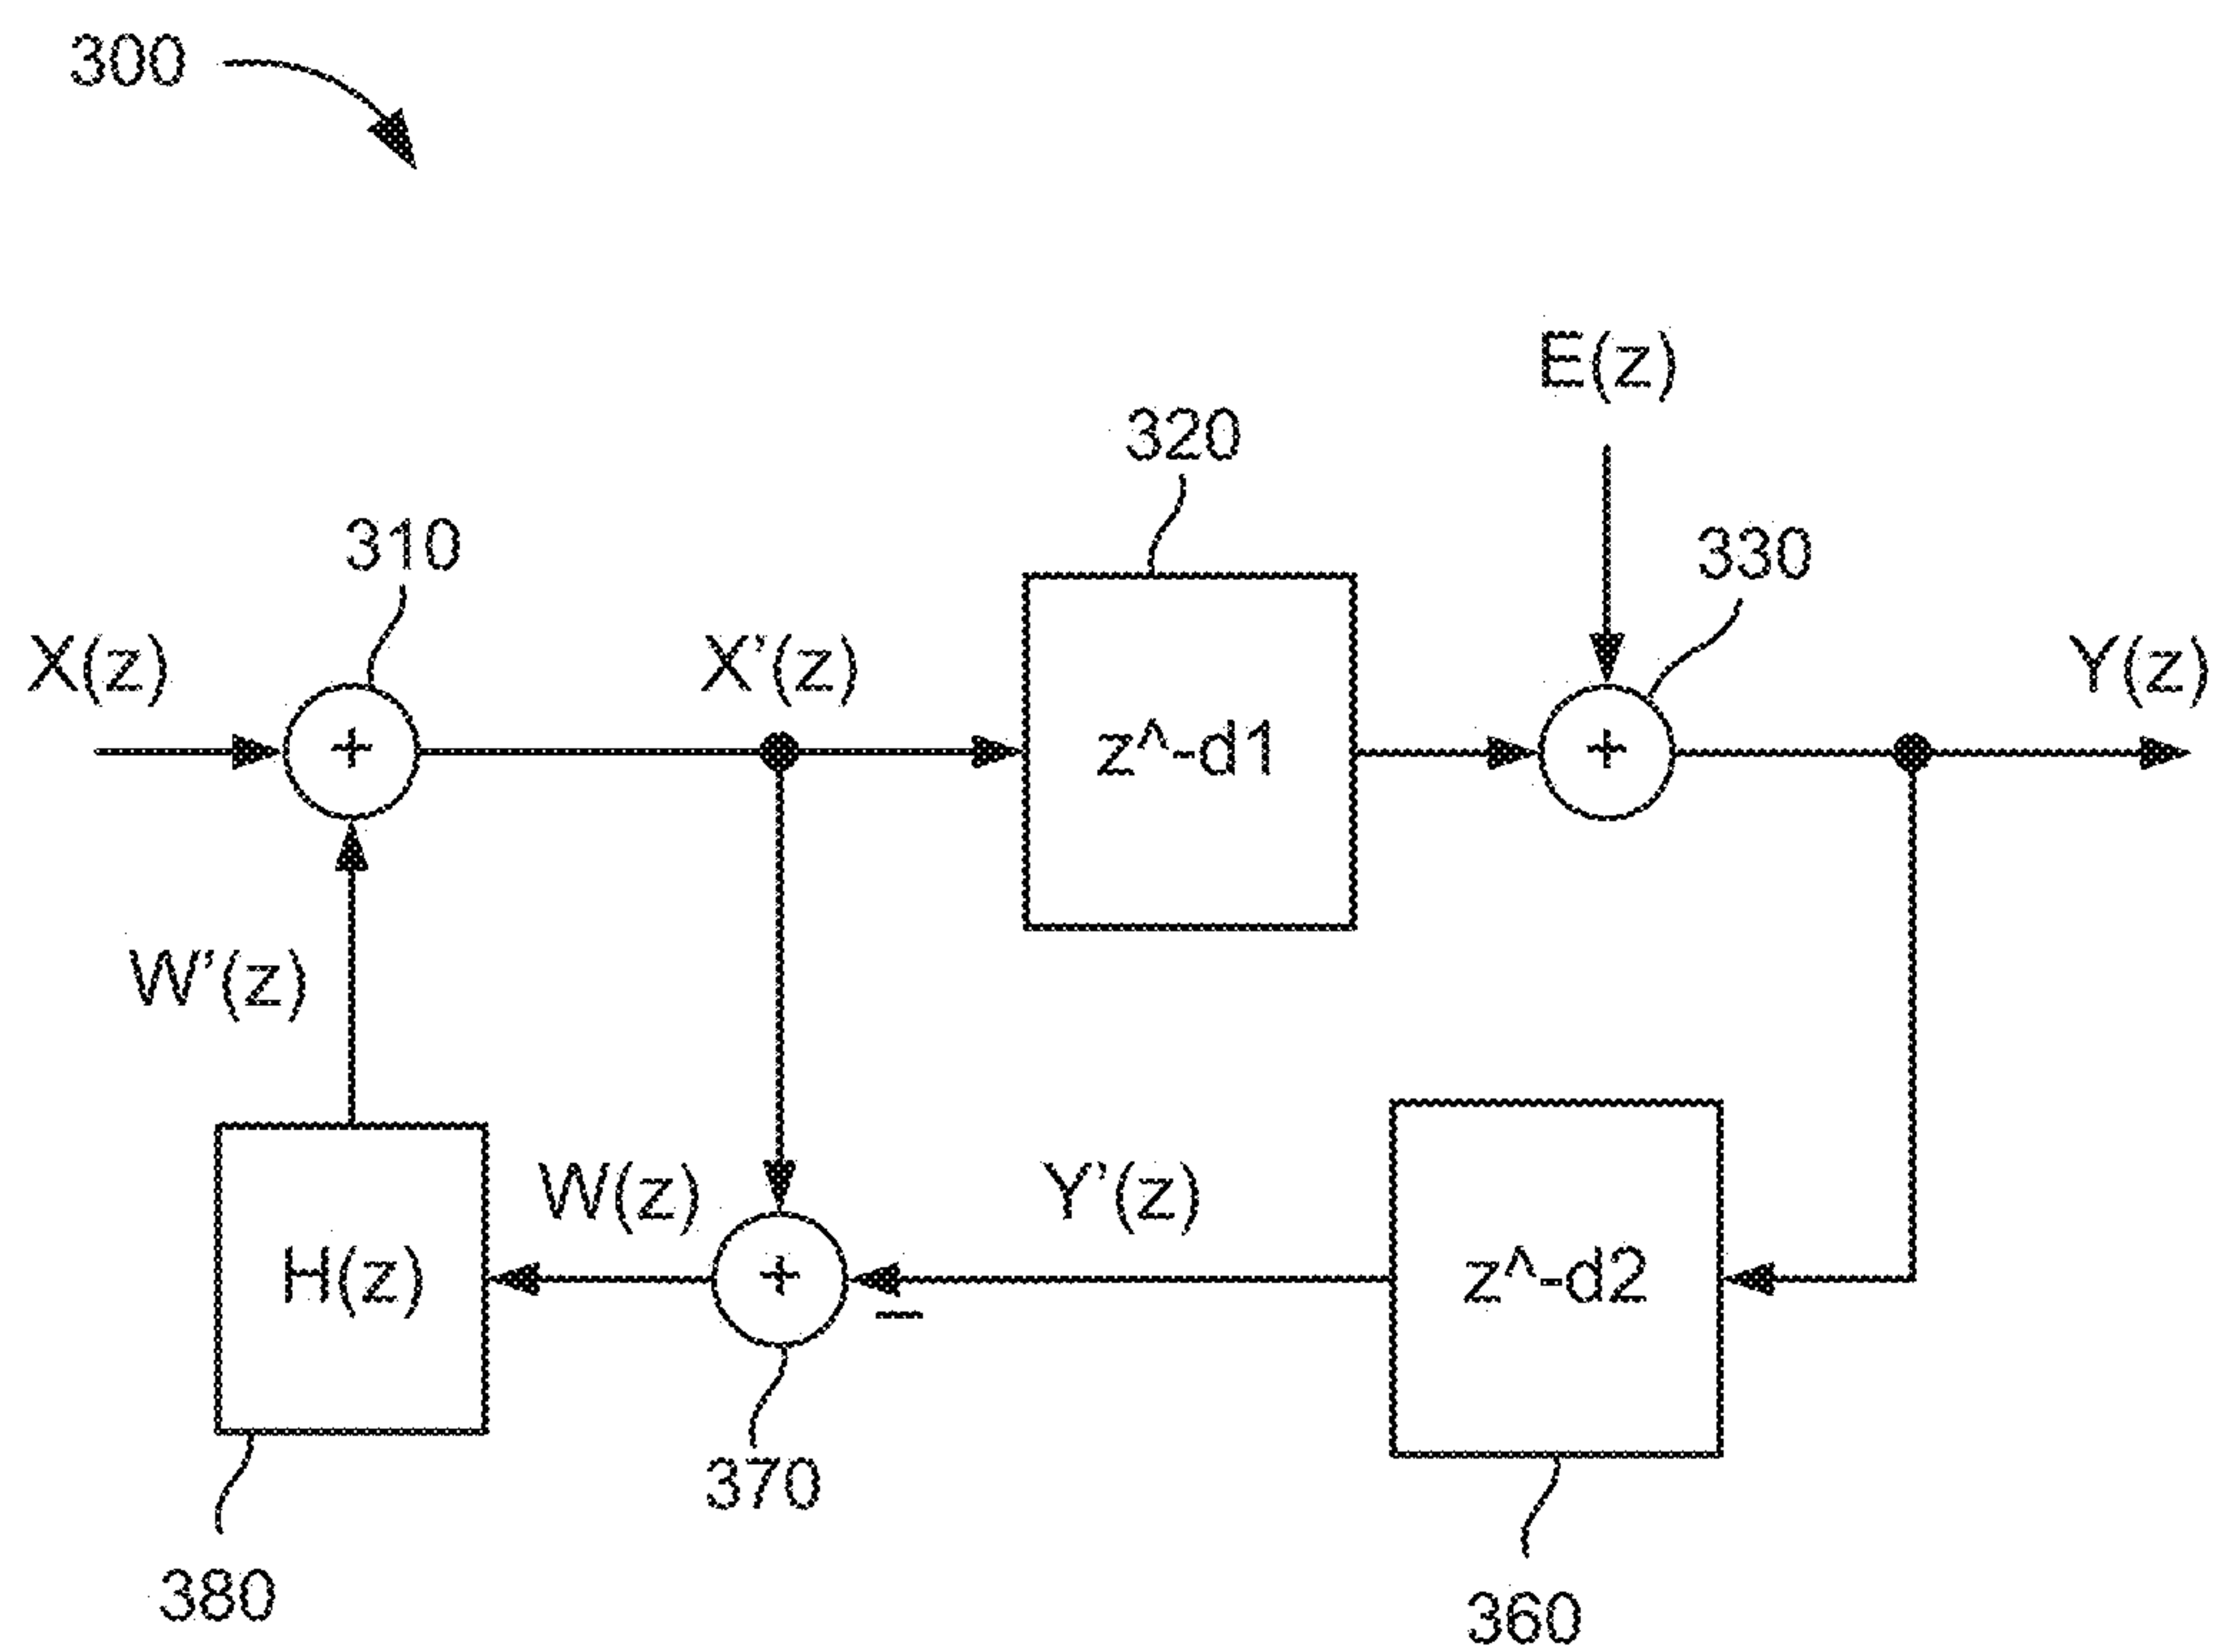 300
E(z)
320
310
330
X(z)
X’(z)
Y(z)
+
z^-d1
+
W’(z)
W(z)
Y’(z)
H(z)
+
z^-d2
−
370
380
360